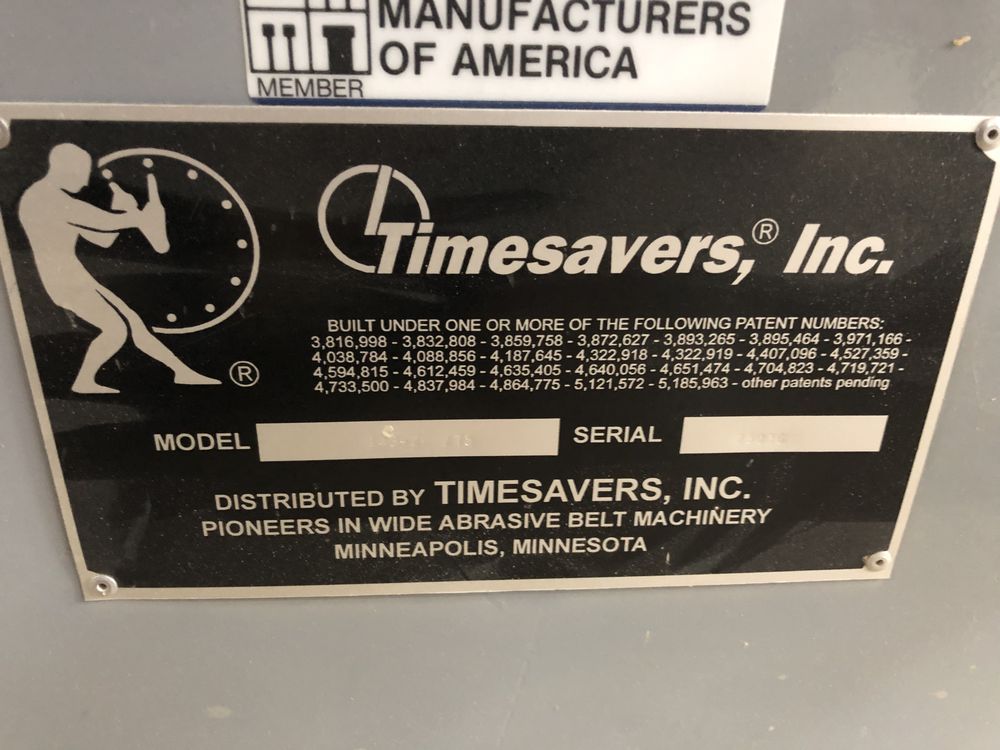 MANUFACTURERS
OF AMERICA
MEMBER
Timesavers,® Inc.
®
BUILT UNDER ONE OR MORE OF THE FOLLOWING PATENT NUMBERS:
3,816,998 - 3,832,808 - 3,859,758 - 3,872,627 - 3,893,265 - 3,895,464 - 3,971,166 -
4,038,784 - 4,088,856 - 4,187,645 - 4,322,918 - 4,322,919 - 4,407,096 - 4,527,359 -
4,594,815 - 4,612,459 - 4,635,405 - 4,640,056 - 4,651,474 - 4,704,823 - 4,719,721 -
4,733,500 - 4,837,984 - 4,864,775 - 5,121,572 - 5,185,963 - other patents pending
MODEL SERIAL
DISTRIBUTED BY TIMESAVERS, INC.
PIONEERS IN WIDE ABRASIVE BELT MACHINERY
MINNEAPOLIS, MINNESOTA